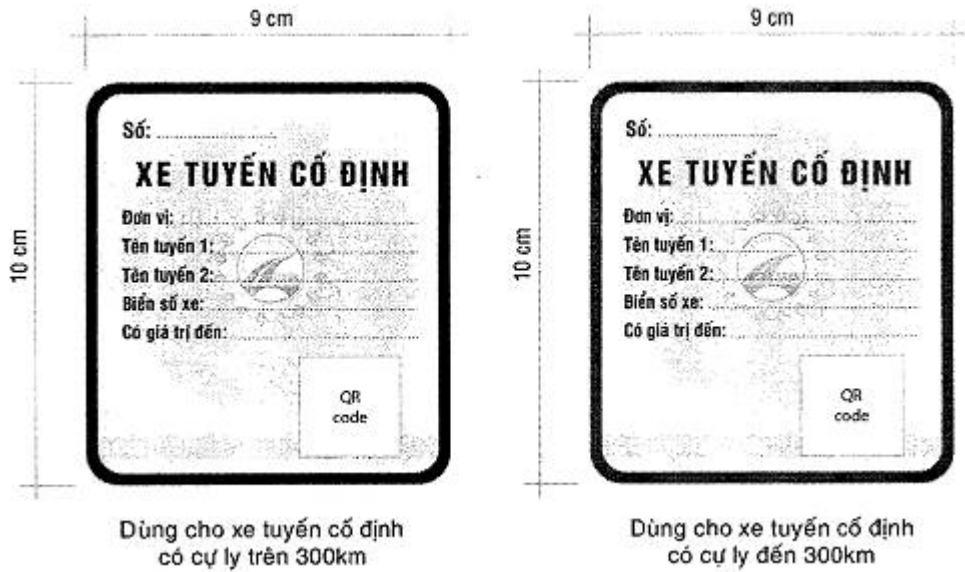 9 cm
10 cm
Số:
XE TUYẾN CỐ ĐỊNH
Đơn vị:
Tên tuyến 1:
Tên tuyến 2:
Biển số xe:
Có giá trị đến:
QR
code
Dùng cho xe tuyến cố định
có cự ly trên 300km
9 cm
10 cm
Số:
XE TUYẾN CỐ ĐỊNH
Đơn vị:
Tên tuyến 1:
Tên tuyến 2:
Biển số xe:
Có giá trị đến:
QR
code
Dùng cho xe tuyến cố định
có cự ly đến 300km